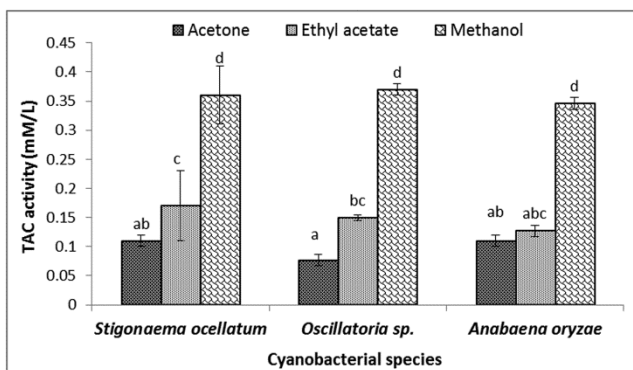 Acetone Ethyl acetate Methanol
TAC activity (mM/L)
0.45
0.4
0.35
0.3
0.25
0.2
0.15
0.1
0.05
0
ab c d
a bc d
ab abc d
Stigonaema ocellatum Oscillatoria sp. Anabaena oryzae
Cyanobacterial species